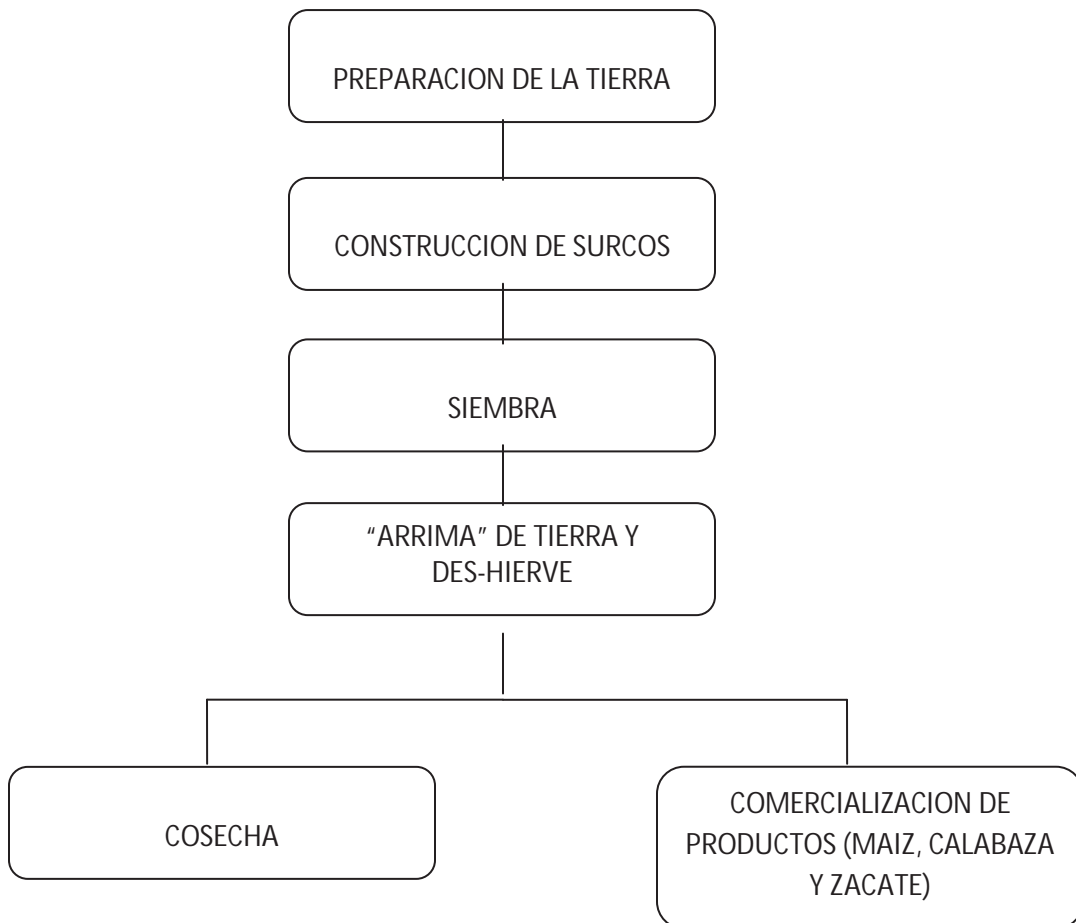 PREPARACION DE LA TIERRA
CONSTRUCCION DE SURCOS
SIEMBRA
“ARRIMA” DE TIERRA Y
DES-HIERVE
COSECHA
COMERCIALIZACION DE
PRODUCTOS (MAIZ, CALABAZA
Y ZACATE)